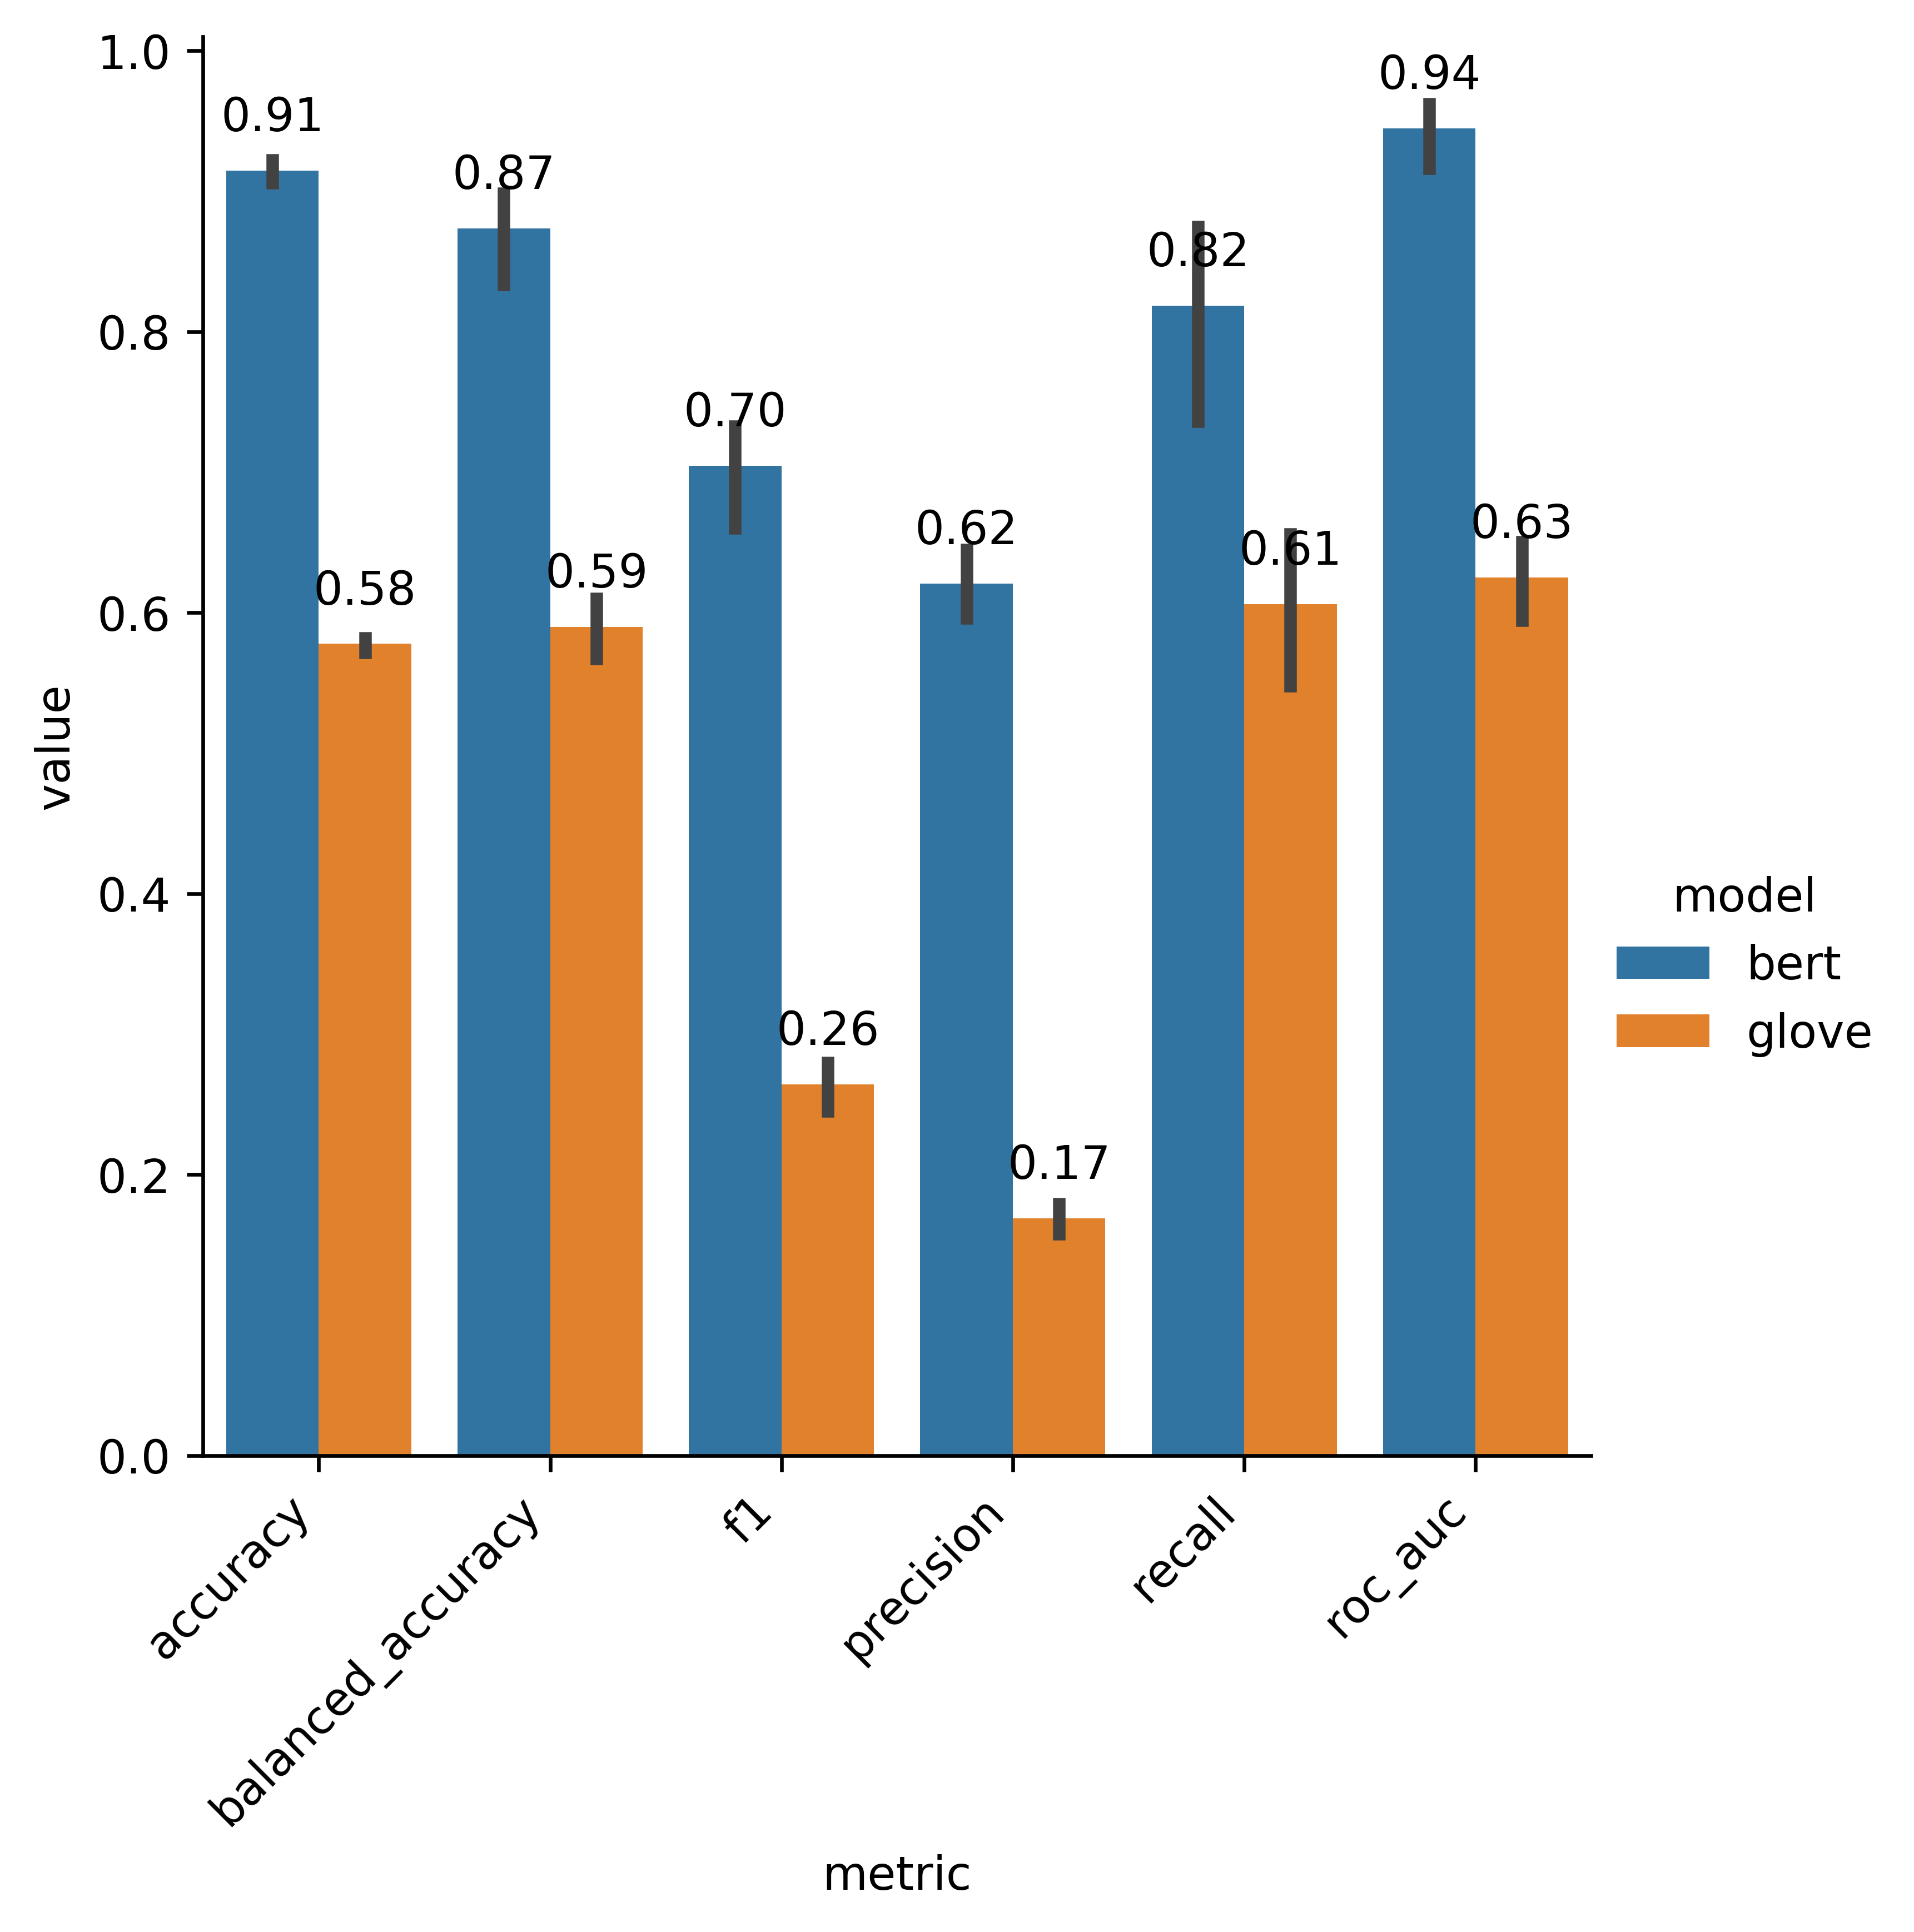 1.0
0.8
0.6
0.4
0.2
0.0
value
0.91
0.87
0.70
0.62
0.82
0.94
0.58
0.59
0.26
0.17
0.61
0.63
accuracy
balanced_accuracy
f1
precision
recall
roc_auc
metric
model
bert
glove